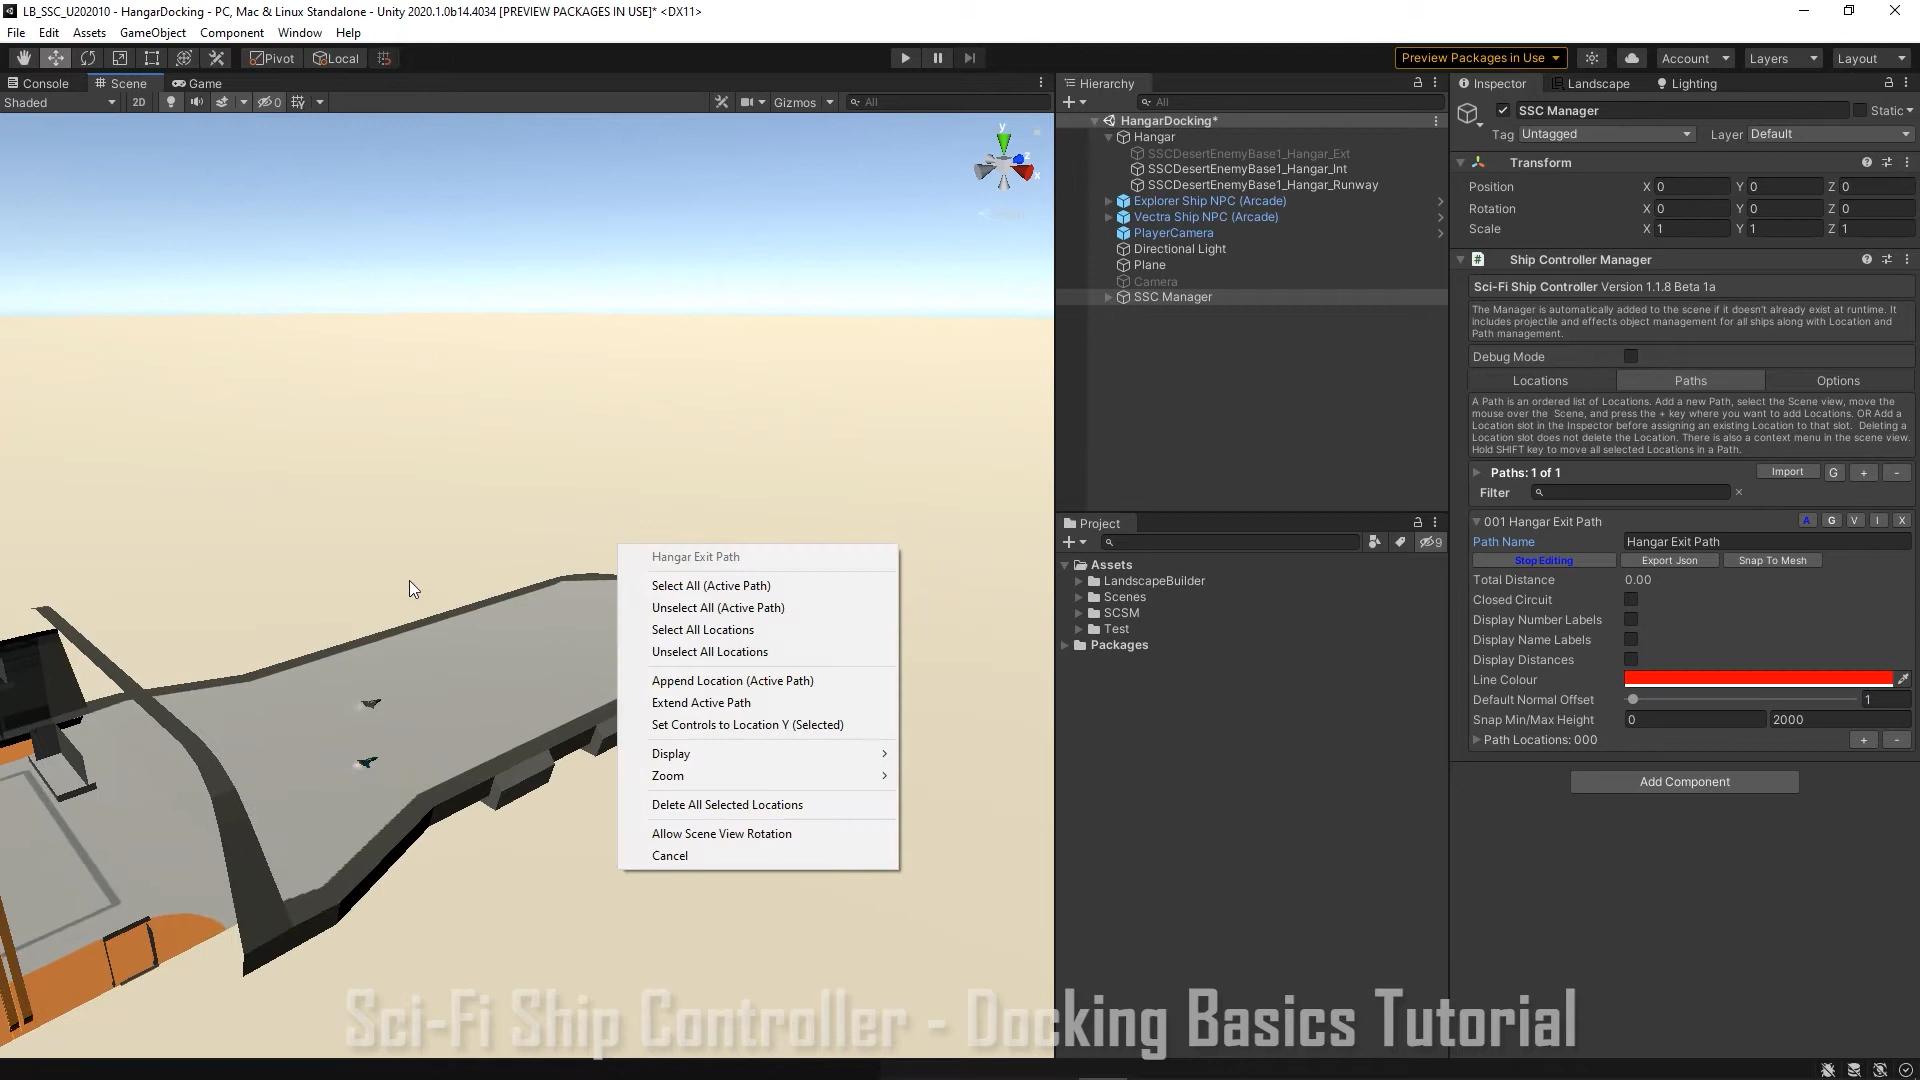 LB_SSC_U202010 - HangarDocking - PC, Mac & Linux Standalone - Unity 2020.1.0b14.4034 [PREVIEW PACKAGES IN USE]* <DX11>
File Edit Assets GameObject Component Window Help
Pivot Local Preview Packages in Use Account Layers Layout
Console Scene Game
Shaded 2D 0 Gizmos All
Hierarchy
All
HangarDocking*
Hangar
SSCDesertEnemyBase1_Hangar_Ext
SSCDesertEnemyBase1_Hangar_Int
SSCDesertEnemyBase1_Hangar_Runway
Explorer Ship NPC (Arcade)
Vectra Ship NPC (Arcade)
PlayerCamera
Directional Light
Plane
Camera
SSC Manager
y
z
x
Hangar Exit Path
Select All (Active Path)
Unselect All (Active Path)
Select All Locations
Unselect All Locations
Append Location (Active Path)
Extend Active Path
Set Controls to Location Y (Selected)
Display
Zoom
Delete All Selected Locations
Allow Scene View Rotation
Cancel
Project
9
Assets
LandscapeBuilder
Scenes
SCSM
Test
Packages
Inspector Landscape Lighting
SSC Manager Static
Tag Untagged Layer Default
Transform
Position X 0 Y 0 Z 0
Rotation X 0 Y 0 Z 0
Scale X 1 Y 1 Z 1
# Ship Controller Manager
Sci-Fi Ship Controller Version 1.1.8 Beta 1a
The Manager is automatically added to the scene if it doesn't already exist at runtime. It
includes projectile and effects object management for all ships along with Location and
Path management.
Debug Mode
Locations Paths Options
A Path is an ordered list of Locations. Add a new Path, select the Scene view, move the
mouse over the Scene, and press the + key where you want to add Locations. OR Add a
Location slot in the Inspector before assigning an existing Location to that slot. Deleting a
Location slot does not delete the Location. There is also a context menu in the scene view.
Hold SHIFT key to move all selected Locations in a Path.
Paths: 1 of 1 Import G + -
Filter ×
001 Hangar Exit Path A G V I X
Path Name Hangar Exit Path
Stop Editing Export Json Snap To Mesh
Total Distance 0.00
Closed Circuit
Display Number Labels
Display Name Labels
Display Distances
Line Colour
Default Normal Offset 1
Snap Min/Max Height 0 2000
Path Locations: 000 + -
Add Component
Sci-Fi Ship Controller - Docking Basics Tutorial